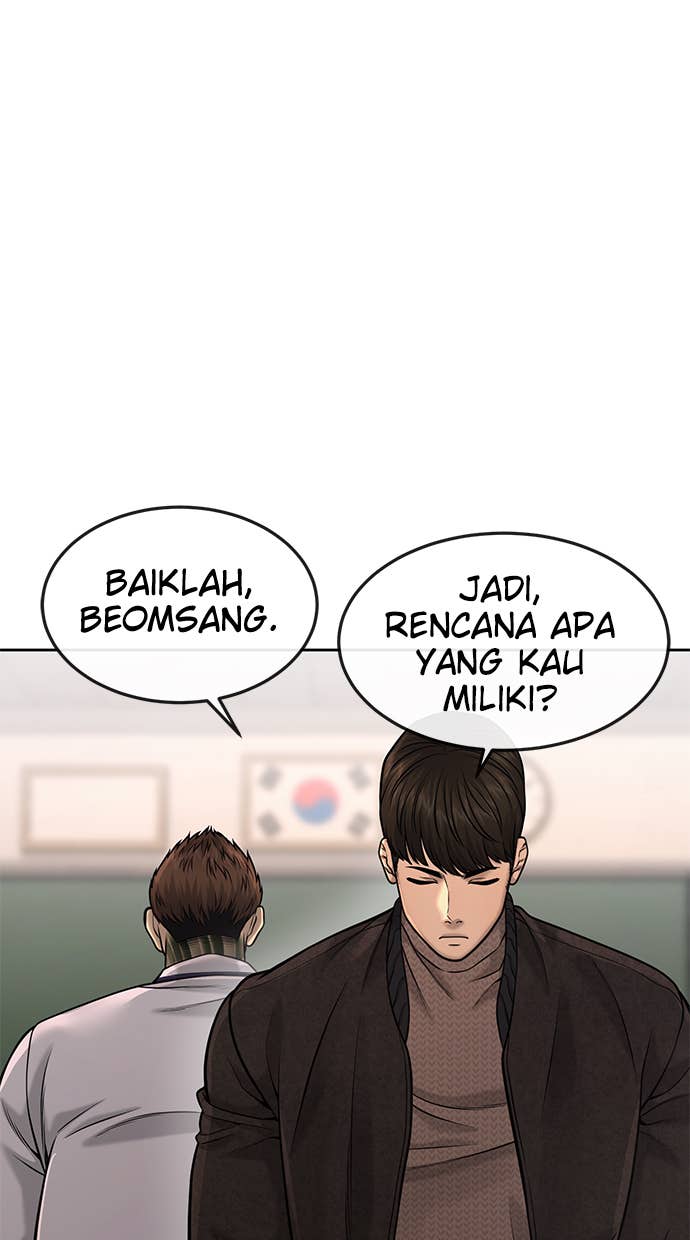 BAIKLAH,
BEOMSANG.
JADI,
RENCANA APA
YANG KAU
MILIKI?